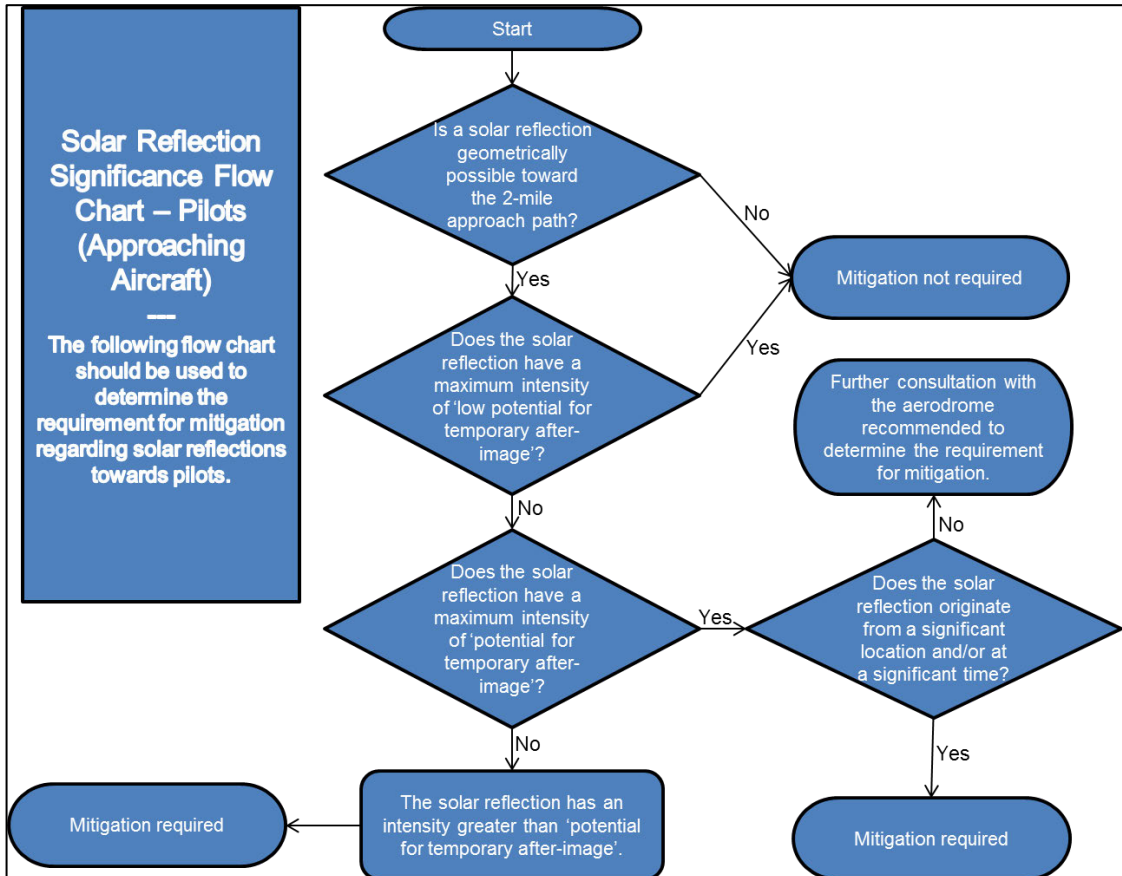 Solar Reflection
Significance Flow
Chart – Pilots
(Approaching
Aircraft)
---
The following flow chart
should be used to
determine the
requirement for mitigation
regarding solar reflections
towards pilots.
Start
Is a solar reflection
geometrically
possible toward
the 2-mile
approach path?
No
Mitigation not required
Yes
Does the solar
reflection have a
maximum intensity
of ‘low potential for
temporary after-
image’?
Yes
No
Does the solar
reflection have a
maximum intensity
of ‘potential for
temporary after-
image’?
Yes
Does the solar
reflection originate
from a significant
location and/or at
a significant time?
No
Further consultation with
the aerodrome
recommended to
determine the requirement
for mitigation.
Yes
Mitigation required
No
The solar reflection has an
intensity greater than ‘potential
for temporary after-image’.
Mitigation required